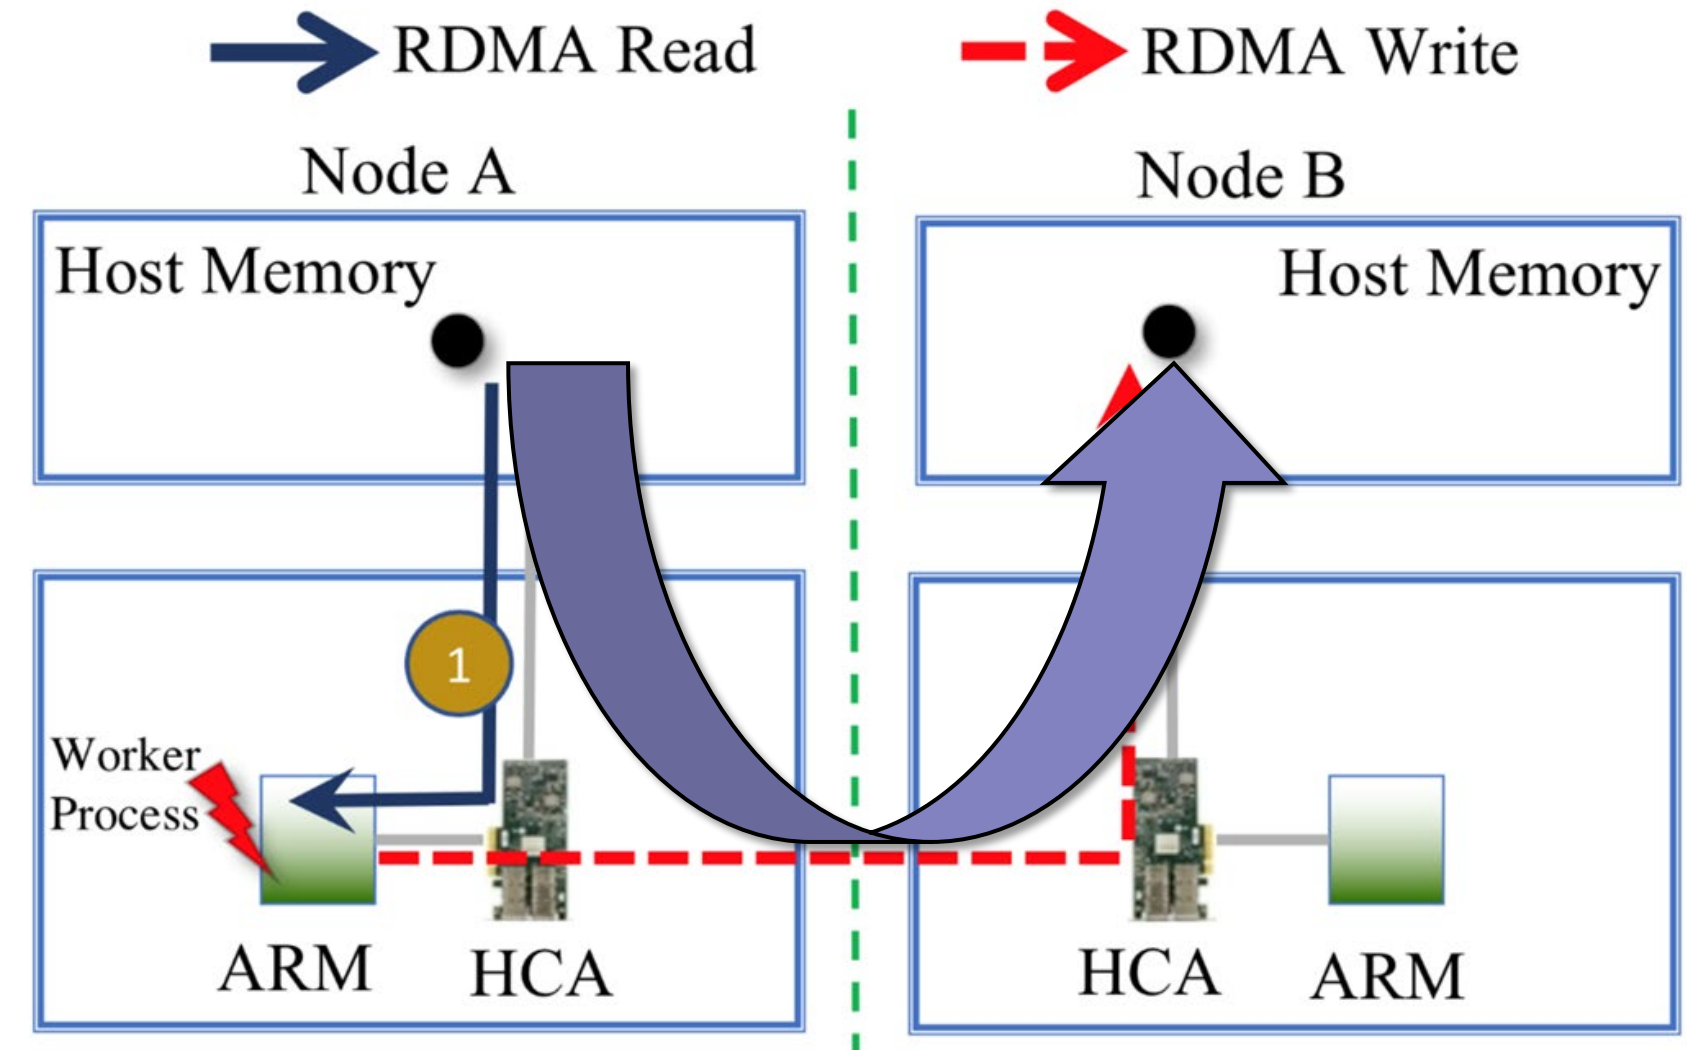 RDMA Read
RDMA Write
Node A
Node B
Host Memory
Host Memory
1
Worker
Process
ARM
HCA
HCA
ARM